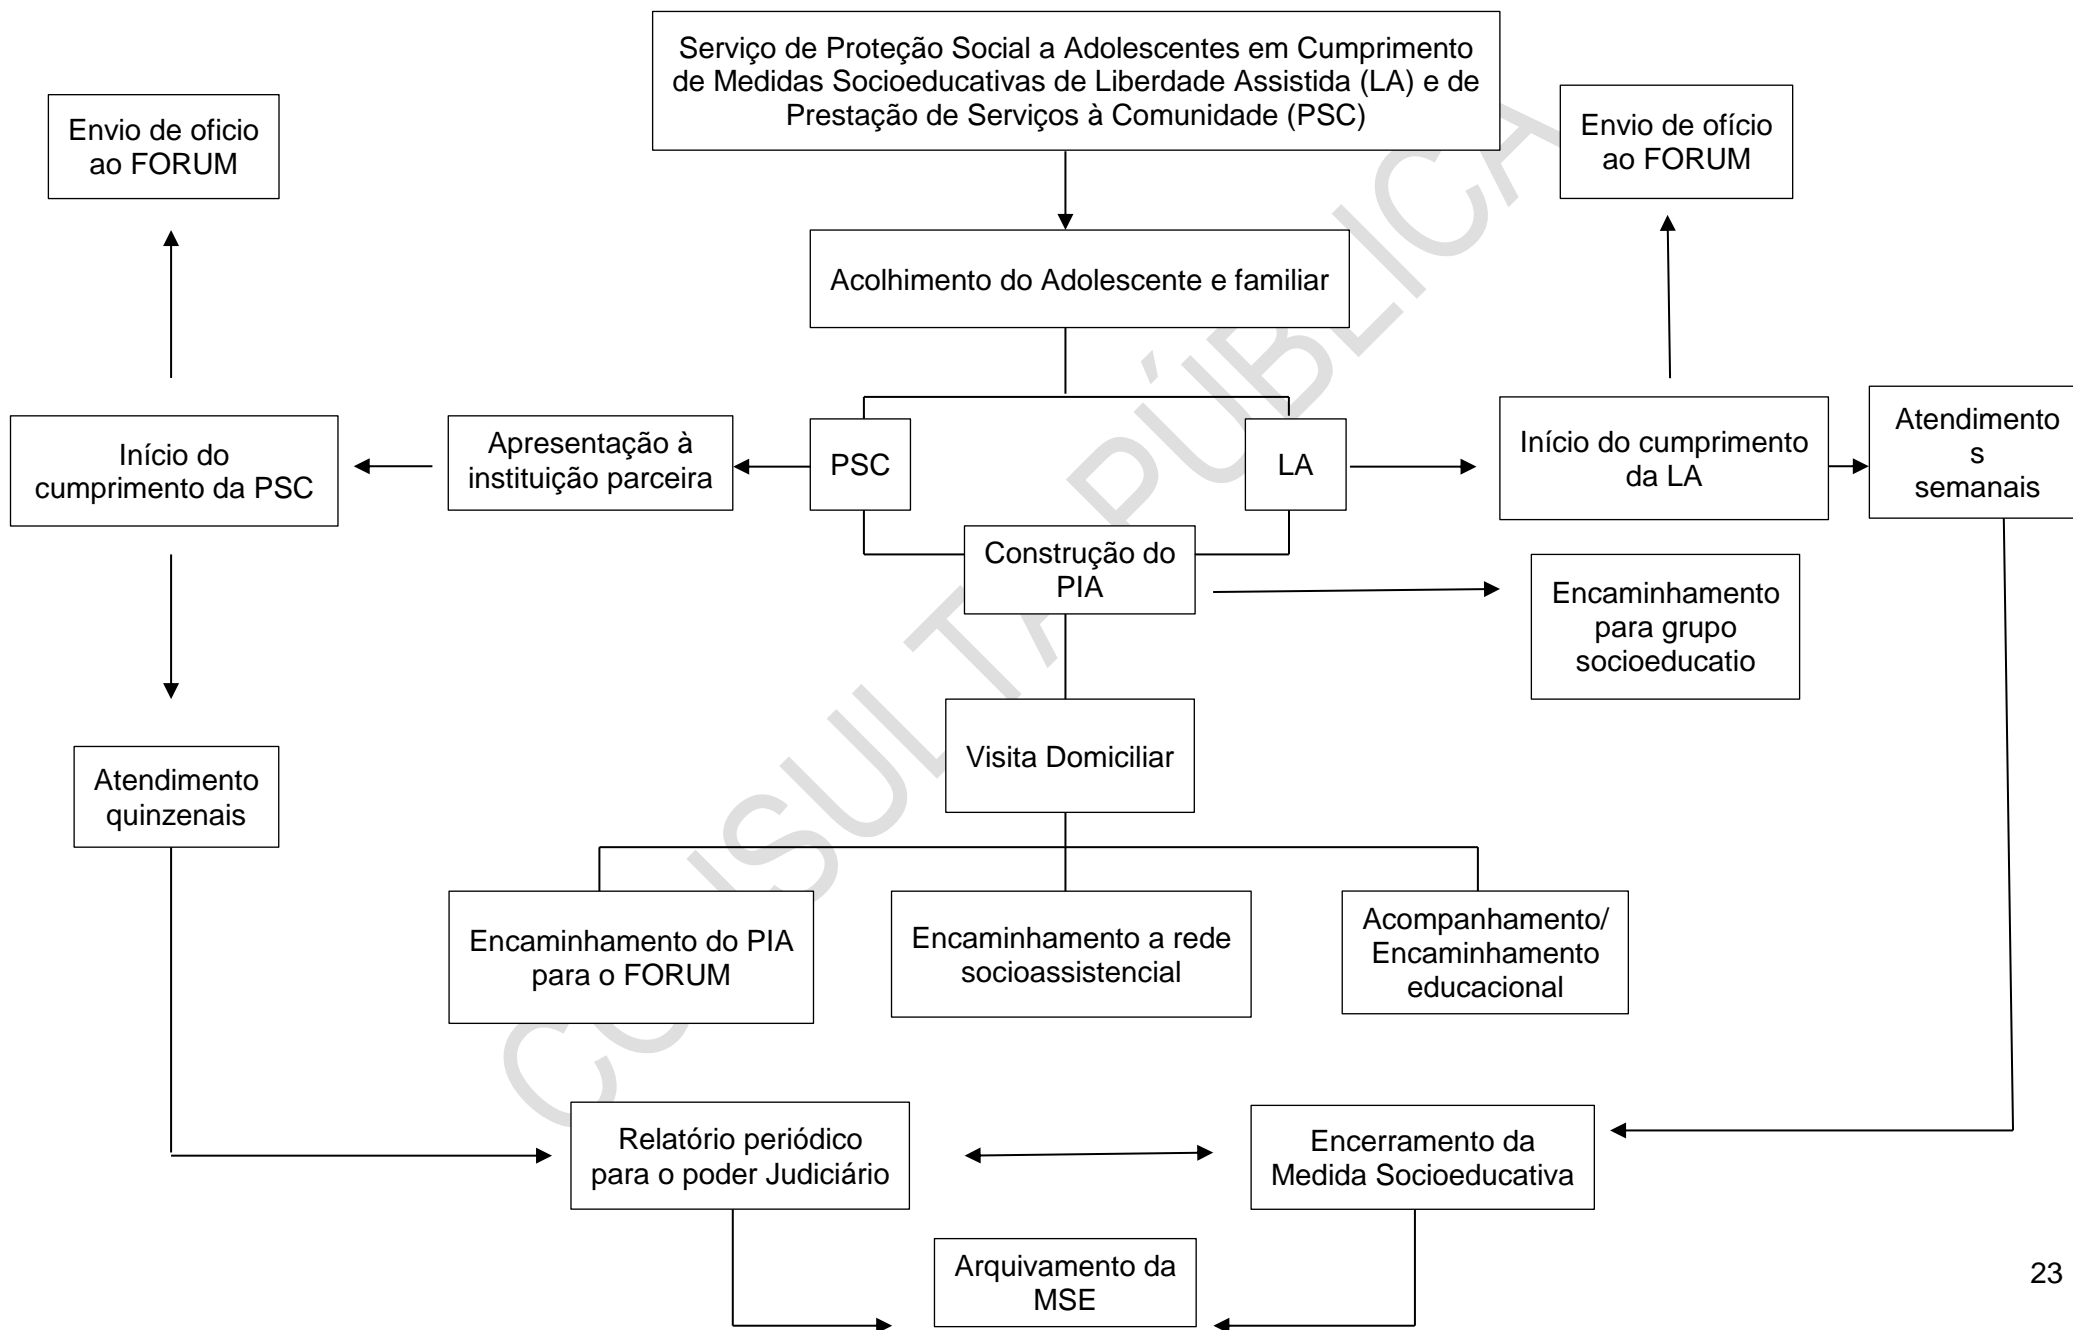 Serviço de Proteção Social a Adolescentes em Cumprimento
de Medidas Socioeducativas de Liberdade Assistida (LA) e de
Prestação de Serviços à Comunidade (PSC)
Envio de oficio
ao FORUM
Envio de ofício
ao FORUM
Acolhimento do Adolescente e familiar
Início do
cumprimento da PSC
Apresentação à
instituição parceira
PSC
LA
Início do cumprimento
da LA
Atendimento
s
semanais
Construção do
PIA
Encaminhamento
para grupo
socioeducatio
Visita Domiciliar
Atendimento
quinzenais
Encaminhamento do PIA
para o FORUM
Encaminhamento a rede
socioassistencial
Acompanhamento/
Encaminhamento
educacional
Relatório periódico
para o poder Judiciário
Encerramento da
Medida Socioeducativa
Arquivamento da
MSE
23
CONSULTA PÚBLICA